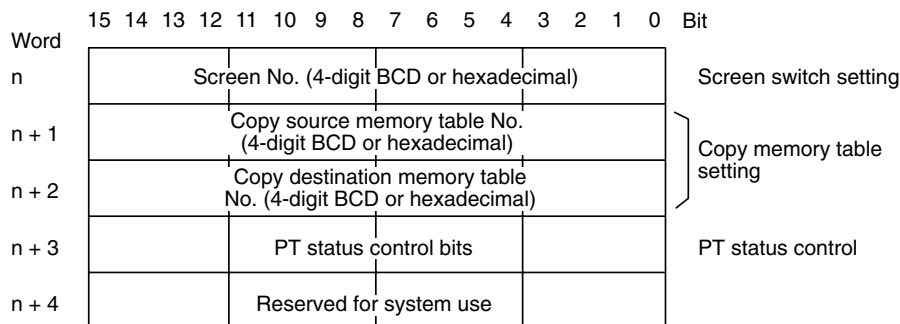 15 14 13 12 11 10 9 8 7 6 5 4 3 2 1 0 Bit
Word
n Screen No. (4-digit BCD or hexadecimal) Screen switch setting
n + 1 Copy source memory table No.
(4-digit BCD or hexadecimal)
Copy memory table
setting
n + 2 Copy destination memory table
No. (4-digit BCD or hexadecimal)
n + 3 PT status control bits PT status control
n + 4 Reserved for system use